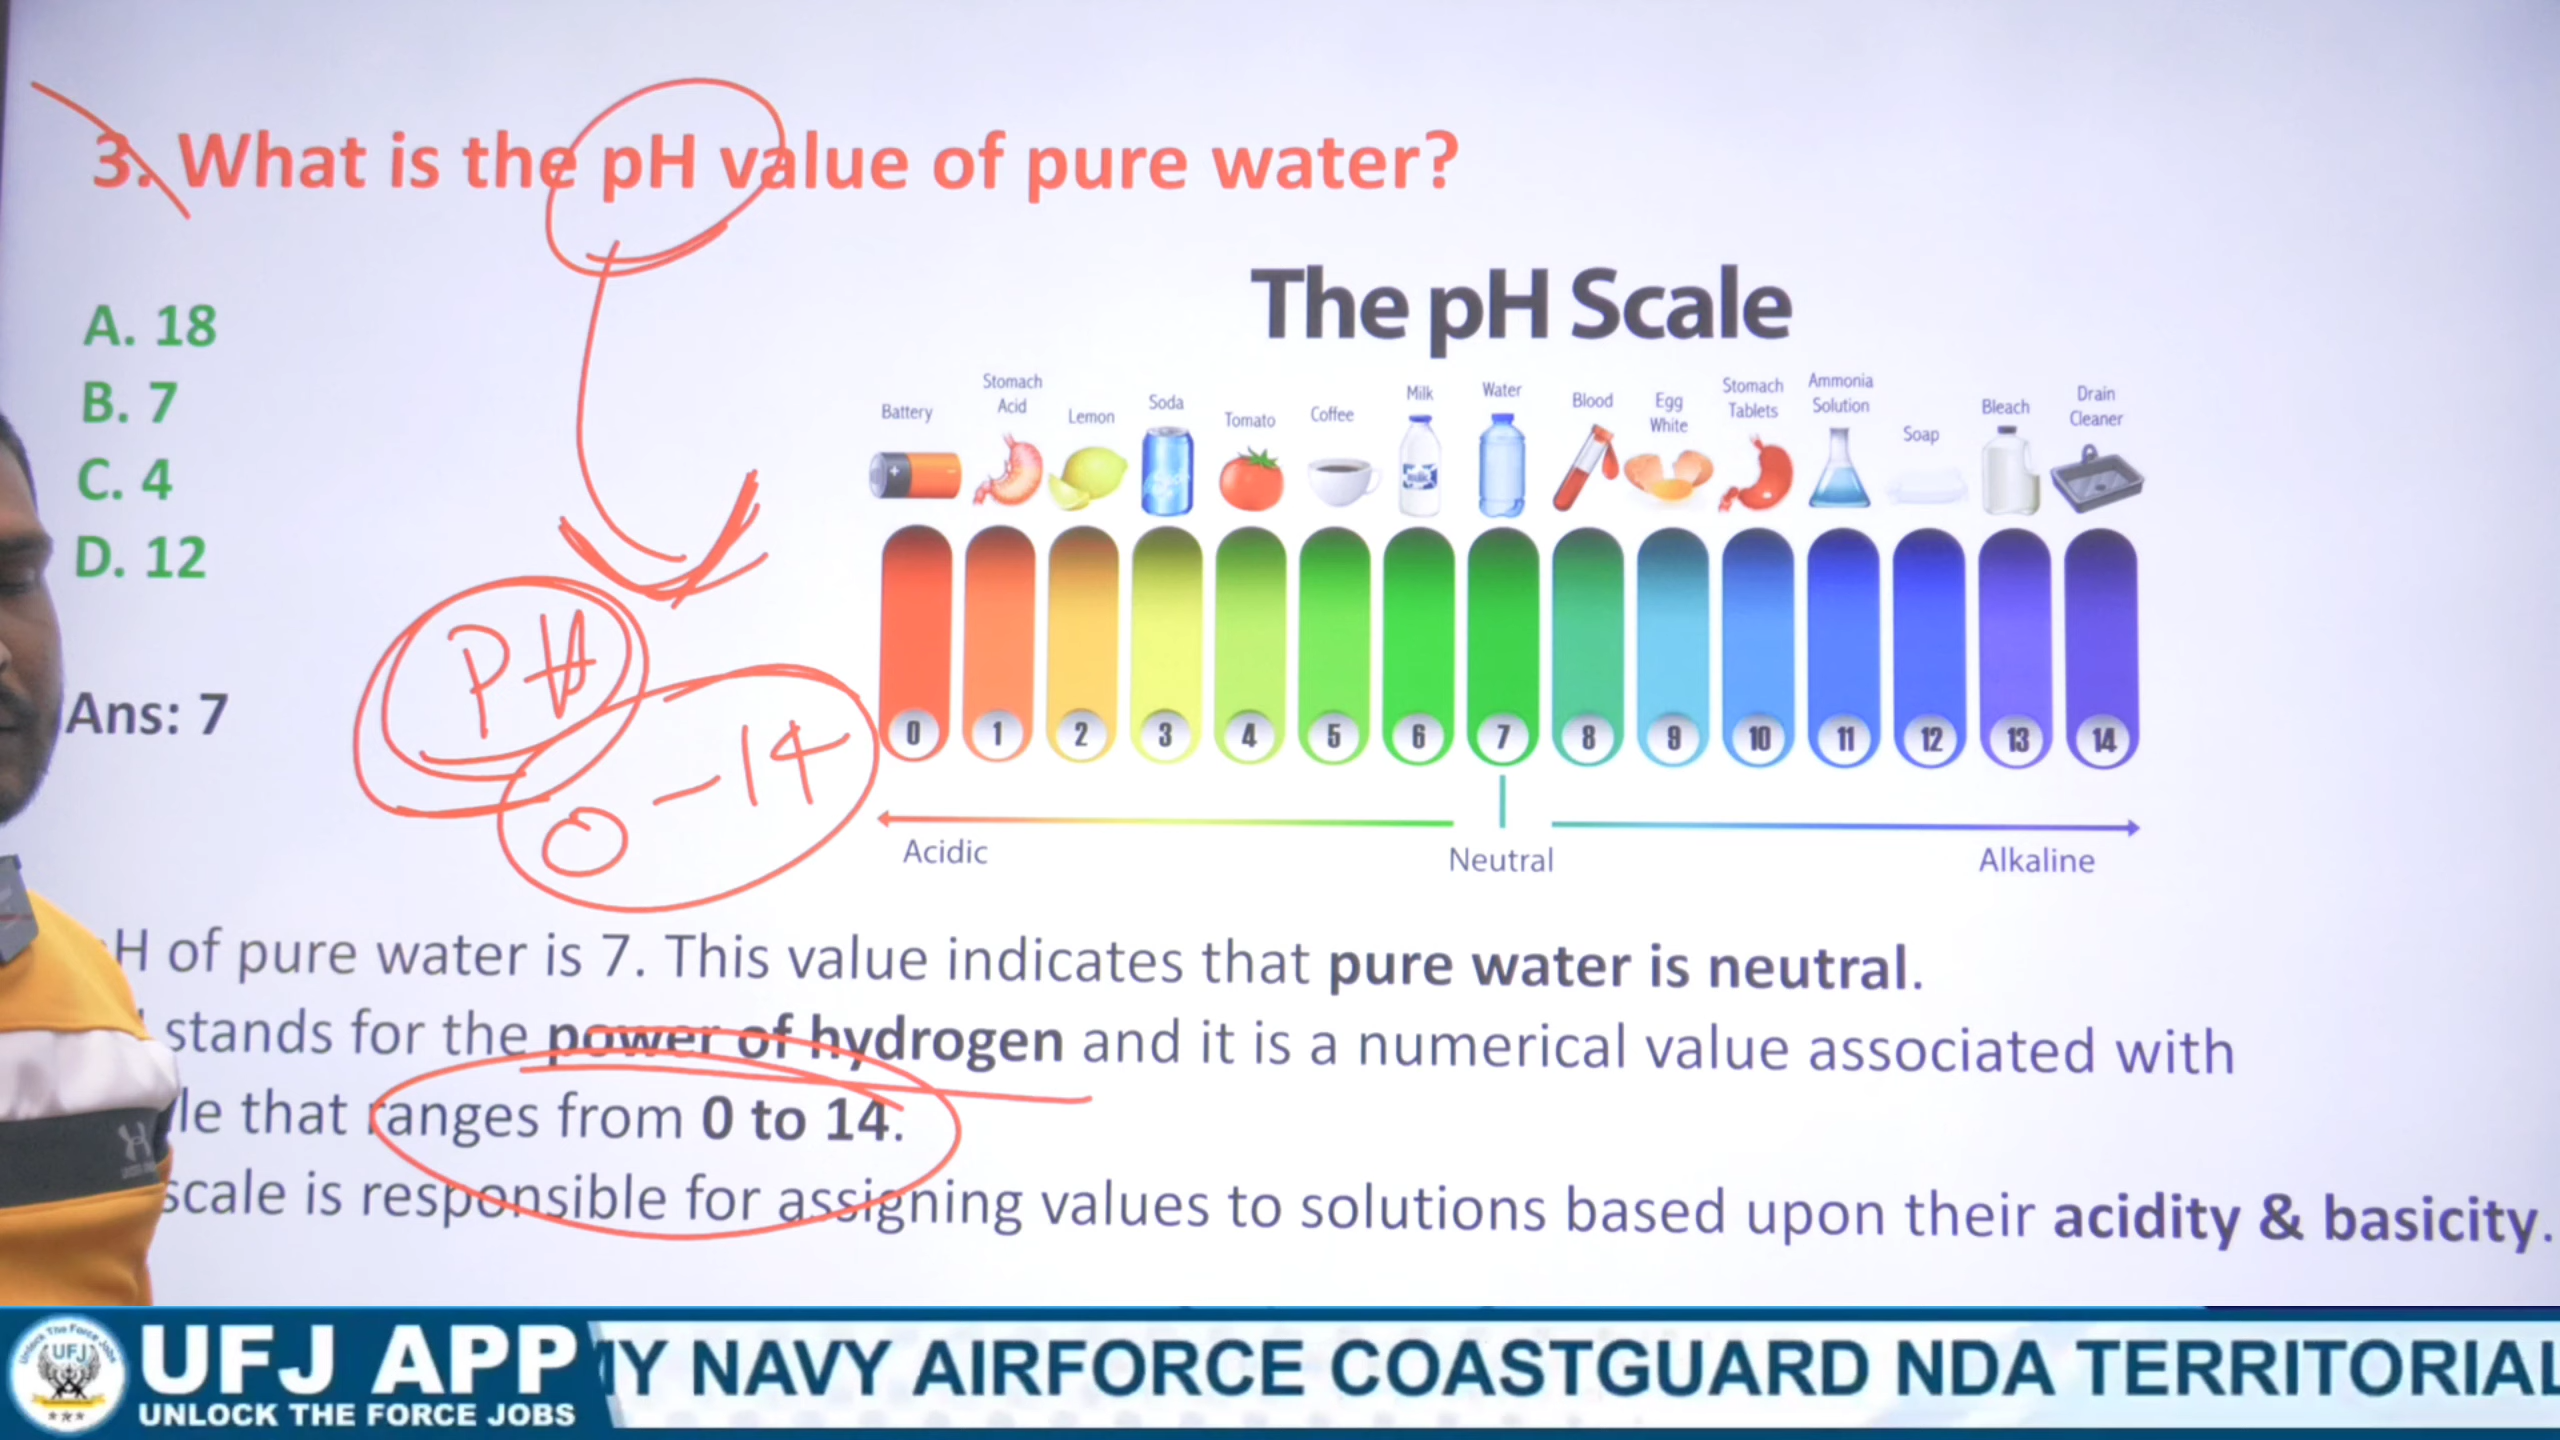 3. What is the pH value of pure water?
The pH Scale
A. 18
B. 7
C. 4
D. 12
Ans: 7
PH
0-14
Battery
Stomach Acid
Lemon
Soda
Tomato
Coffee
Milk
Water
Blood
Egg White
Stomach Tablets
Ammonia Solution
Soap
Bleach
Drain Cleaner
0 1 2 3 4 5 6 7 8 9 10 11 12 13 14
Acidic Neutral Alkaline
H of pure water is 7. This value indicates that pure water is neutral.
stands for the power of hydrogen and it is a numerical value associated with
le that ranges from 0 to 14.
scale is responsible for assigning values to solutions based upon their acidity & basicity.
UFJ
UFJ APP
UNLOCK THE FORCE JOBS
MY NAVY AIRFORCE COASTGUARD NDA TERRITORIAL